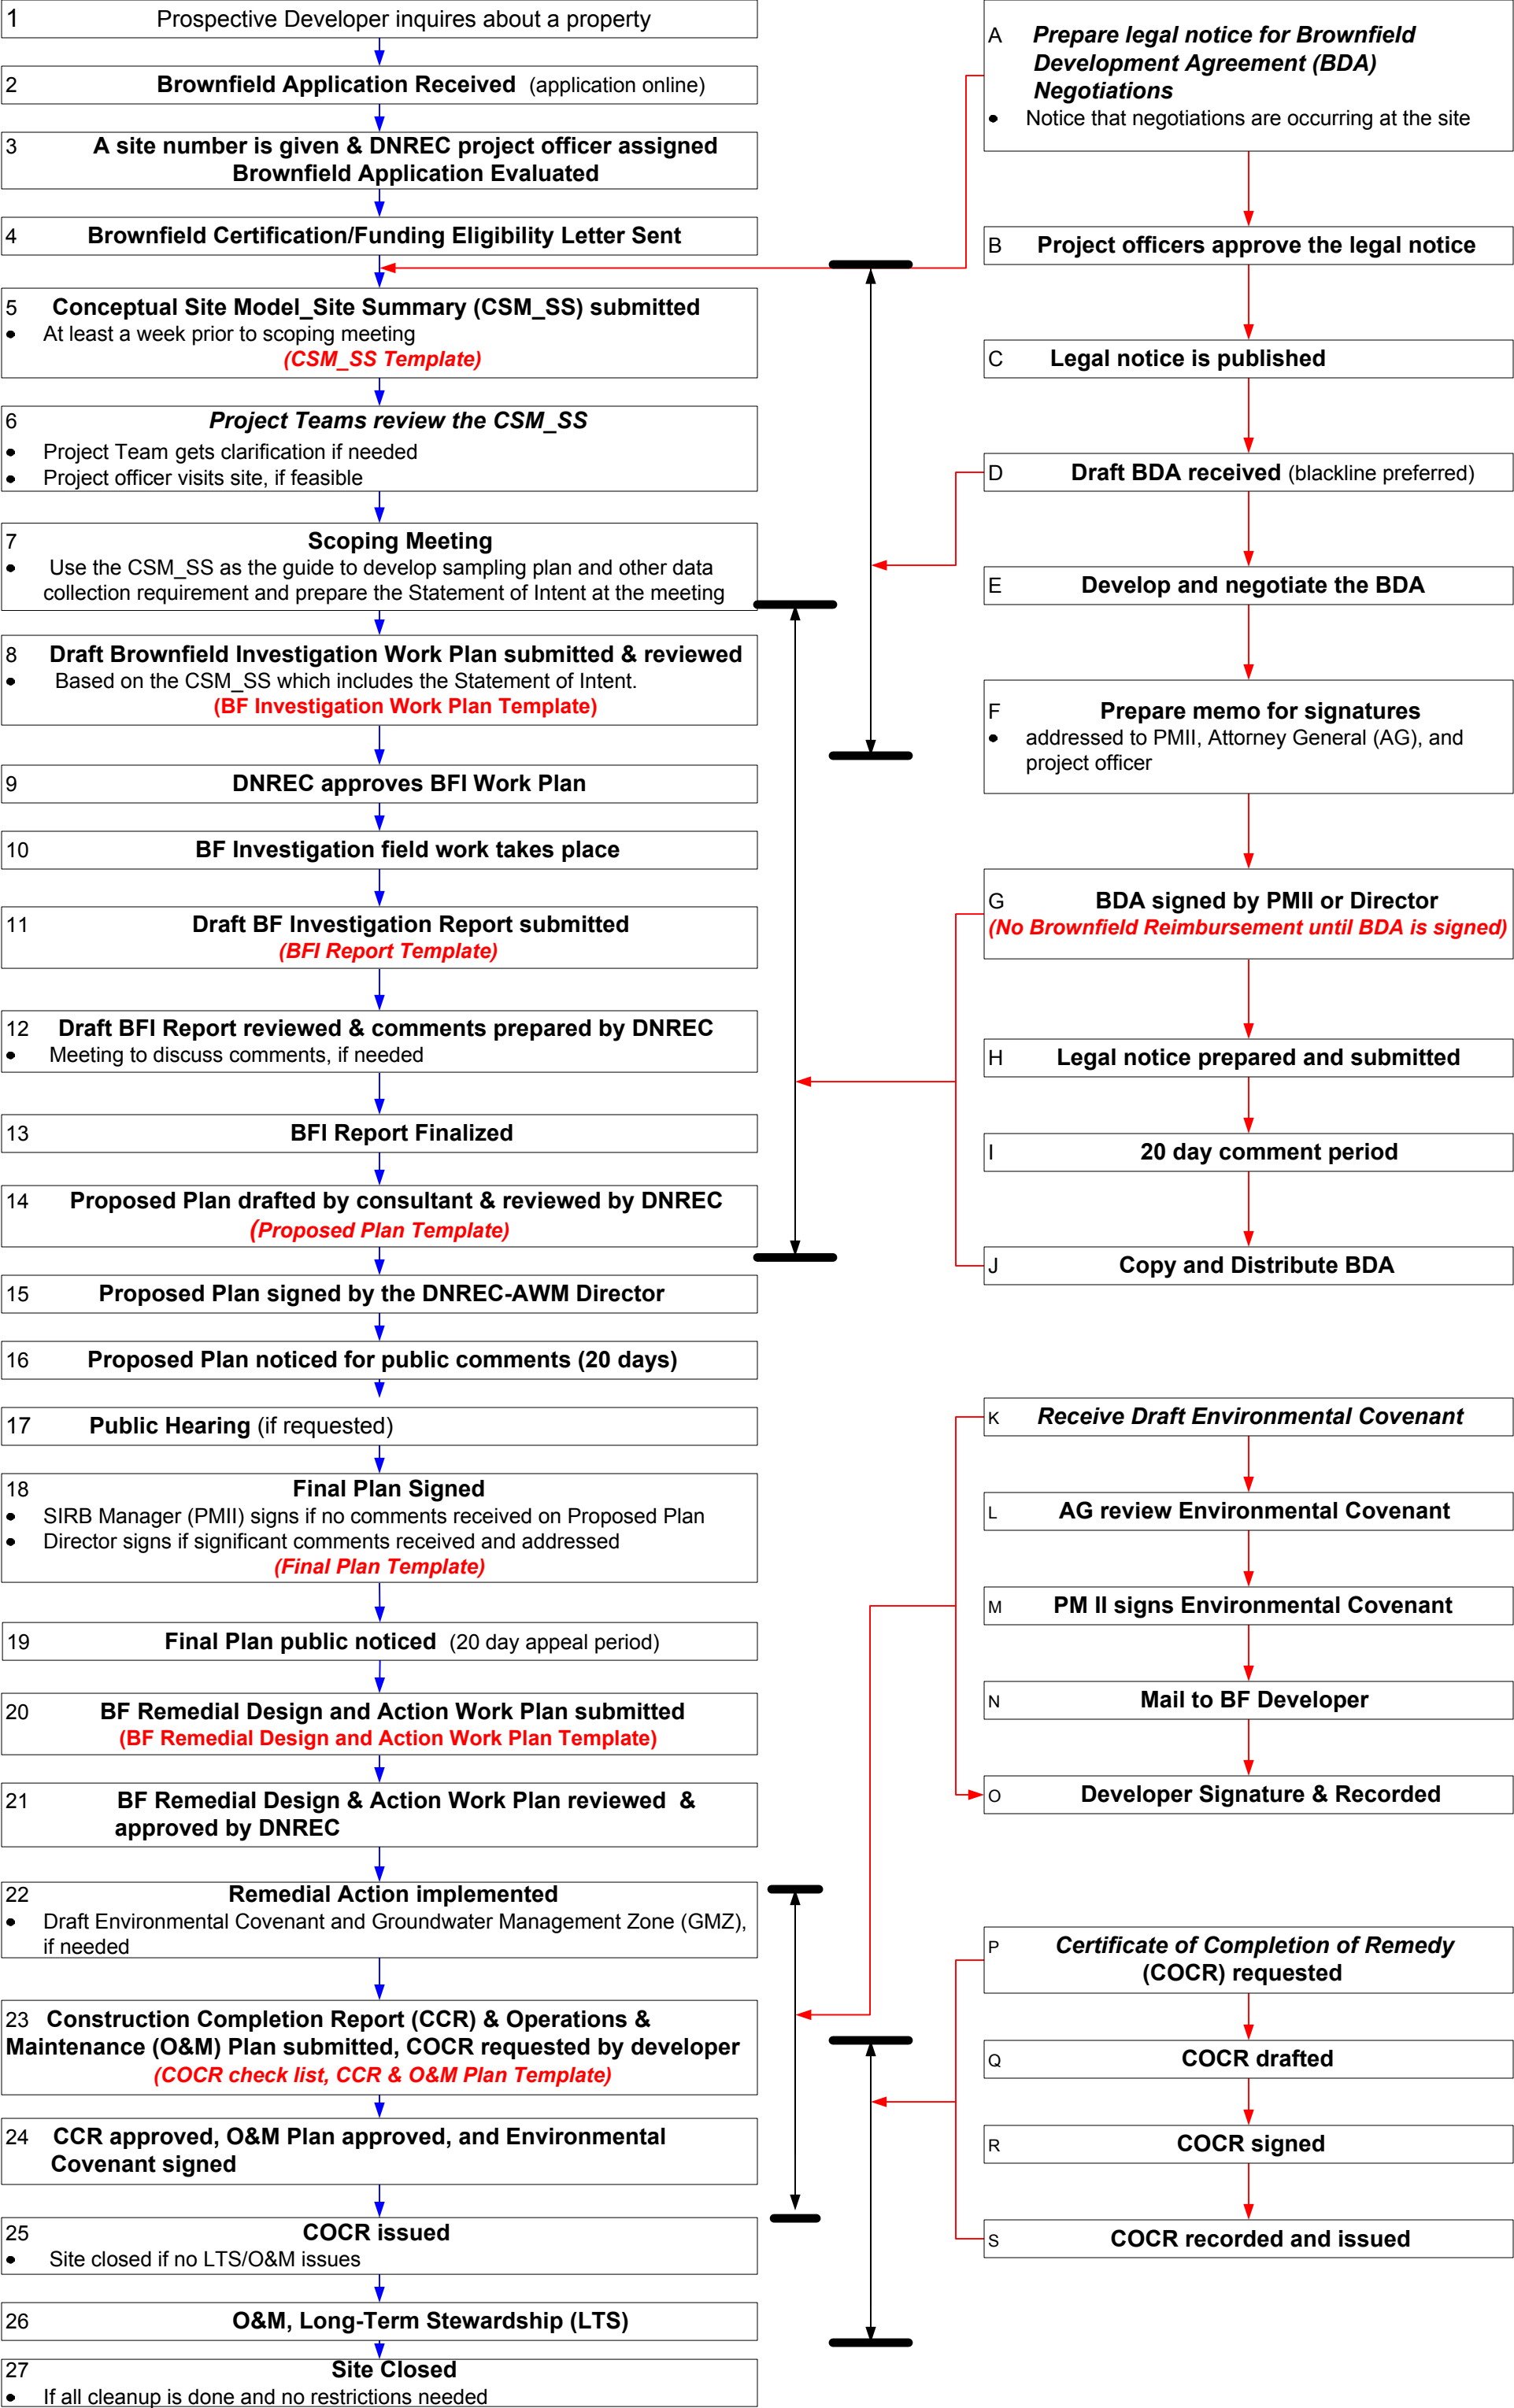 1 Prospective Developer inquires about a property
2 Brownfield Application Received (application online)
3 A site number is given & DNREC project officer assigned
Brownfield Application Evaluated
4 Brownfield Certification/Funding Eligibility Letter Sent
5 Conceptual Site Model_Site Summary (CSM_SS) submitted
• At least a week prior to scoping meeting
(CSM_SS Template)
6 Project Teams review the CSM_SS
• Project Team gets clarification if needed
• Project officer visits site, if feasible
7 Scoping Meeting
• Use the CSM_SS as the guide to develop sampling plan and other data
collection requirement and prepare the Statement of Intent at the meeting
8 Draft Brownfield Investigation Work Plan submitted & reviewed
• Based on the CSM_SS which includes the Statement of Intent.
(BF Investigation Work Plan Template)
9 DNREC approves BFI Work Plan
10 BF Investigation field work takes place
11 Draft BF Investigation Report submitted
(BFI Report Template)
12 Draft BFI Report reviewed & comments prepared by DNREC
• Meeting to discuss comments, if needed
13 BFI Report Finalized
14 Proposed Plan drafted by consultant & reviewed by DNREC
(Proposed Plan Template)
15 Proposed Plan signed by the DNREC-AWM Director
16 Proposed Plan noticed for public comments (20 days)
17 Public Hearing (if requested)
18 Final Plan Signed
• SIRB Manager (PMII) signs if no comments received on Proposed Plan
• Director signs if significant comments received and addressed
(Final Plan Template)
19 Final Plan public noticed (20 day appeal period)
20 BF Remedial Design and Action Work Plan submitted
(BF Remedial Design and Action Work Plan Template)
21 BF Remedial Design & Action Work Plan reviewed &
approved by DNREC
22 Remedial Action implemented
• Draft Environmental Covenant and Groundwater Management Zone (GMZ),
if needed
23 Construction Completion Report (CCR) & Operations &
Maintenance (O&M) Plan submitted, COCR requested by developer
(COCR check list, CCR & O&M Plan Template)
24 CCR approved, O&M Plan approved, and Environmental
Covenant signed
25 COCR issued
• Site closed if no LTS/O&M issues
26 O&M, Long-Term Stewardship (LTS)
27 Site Closed
• If all cleanup is done and no restrictions needed
A Prepare legal notice for Brownfield
Development Agreement (BDA)
Negotiations
• Notice that negotiations are occurring at the site
B Project officers approve the legal notice
C Legal notice is published
D Draft BDA received (blackline preferred)
E Develop and negotiate the BDA
F Prepare memo for signatures
• addressed to PMII, Attorney General (AG), and
project officer
G BDA signed by PMII or Director
(No Brownfield Reimbursement until BDA is signed)
H Legal notice prepared and submitted
I 20 day comment period
J Copy and Distribute BDA
K Receive Draft Environmental Covenant
L AG review Environmental Covenant
M PM II signs Environmental Covenant
N Mail to BF Developer
O Developer Signature & Recorded
P Certificate of Completion of Remedy
(COCR) requested
Q COCR drafted
R COCR signed
S COCR recorded and issued